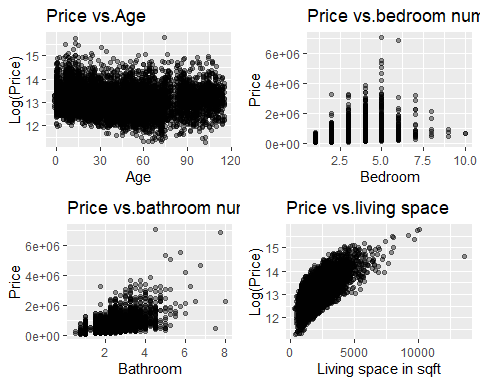 Price vs.Age
Log(Price)
15
14
13
12
0
30
60
90
120
Age
Price vs.bedroom num
Price
6e+06
4e+06
2e+06
0e+00
2.5
5.0
7.5
10.0
Bedroom
Price vs.bathroom nur
Price
6e+06
4e+06
2e+06
0e+00
2
4
6
8
Bathroom
Price vs.living space
Log(Price)
15
14
13
12
0
5000
10000
Living space in sqft